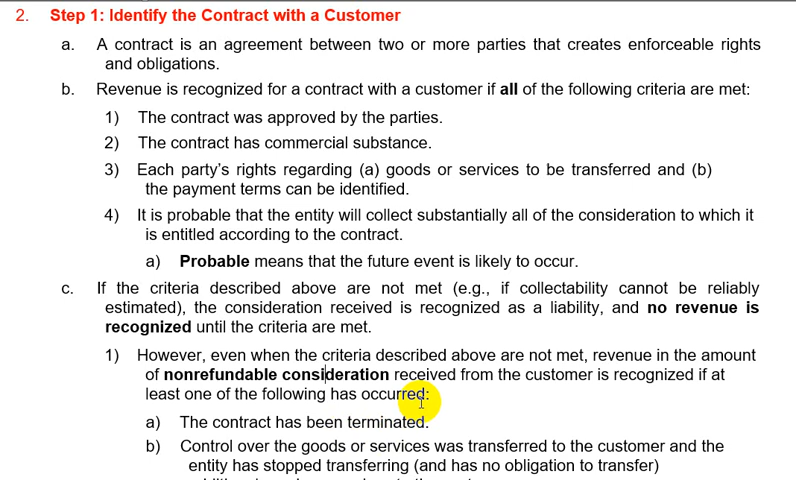 2. Step 1: Identify the Contract with a Customer
a. A contract is an agreement between two or more parties that creates enforceable rights
and obligations.
b. Revenue is recognized for a contract with a customer if all of the following criteria are met:
1) The contract was approved by the parties.
2) The contract has commercial substance.
3) Each party's rights regarding (a) goods or services to be transferred and (b)
the payment terms can be identified.
4) It is probable that the entity will collect substantially all of the consideration to which it
is entitled according to the contract.
a) Probable means that the future event is likely to occur.
c. If the criteria described above are not met (e.g., if collectability cannot be reliably
estimated), the consideration received is recognized as a liability, and no revenue is
recognized until the criteria are met.
1) However, even when the criteria described above are not met, revenue in the amount
of nonrefundable consideration received from the customer is recognized if at
least one of the following has occurred:
a) The contract has been terminated.
b) Control over the goods or services was transferred to the customer and the
entity has stopped transferring (and has no obligation to transfer)